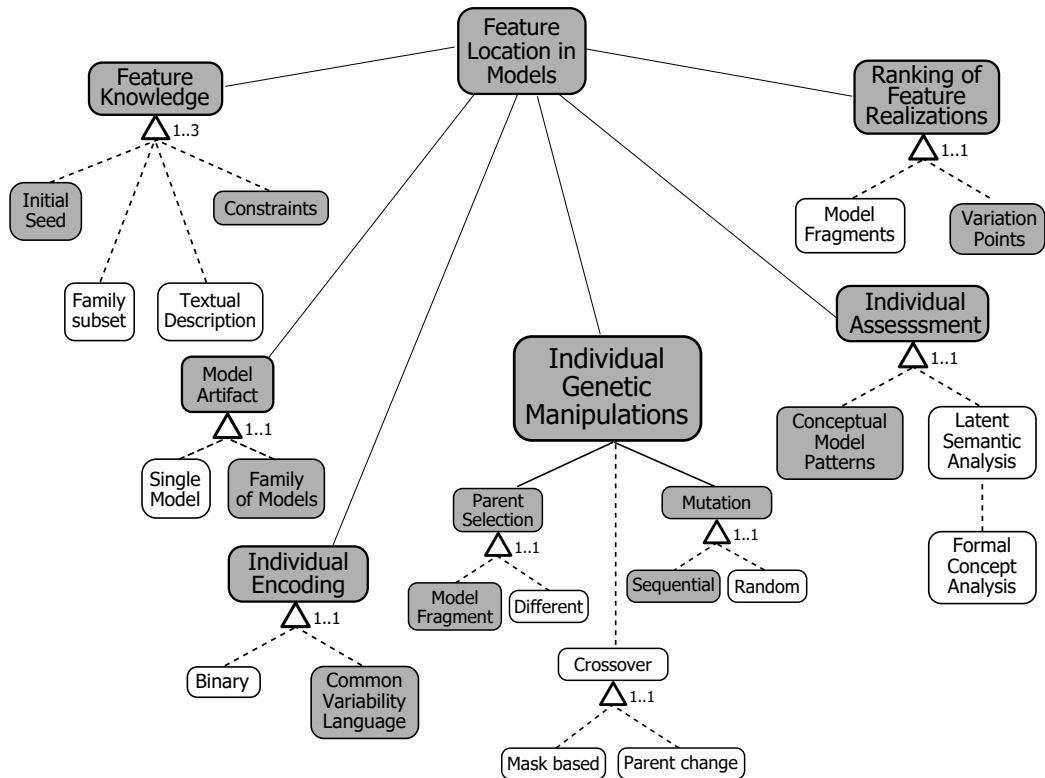 Feature
Location in
Models
Feature
Knowledge
1..3
Initial
Seed
Constraints
Family
subset
Textual
Description
Ranking of
Feature
Realizations
1..1
Model
Fragments
Variation
Points
Model
Artifact
1..1
Single
Model
Family
of Models
Individual
Encoding
1..1
Binary
Common
Variability
Language
Individual
Genetic
Manipulations
Parent
Selection
1..1
Model
Fragment
Different
Mutation
1..1
Sequential
Random
Crossover
1..1
Mask based
Parent change
Individual
Assesssment
1..1
Conceptual
Model
Patterns
Latent
Semantic
Analysis
Formal
Concept
Analysis